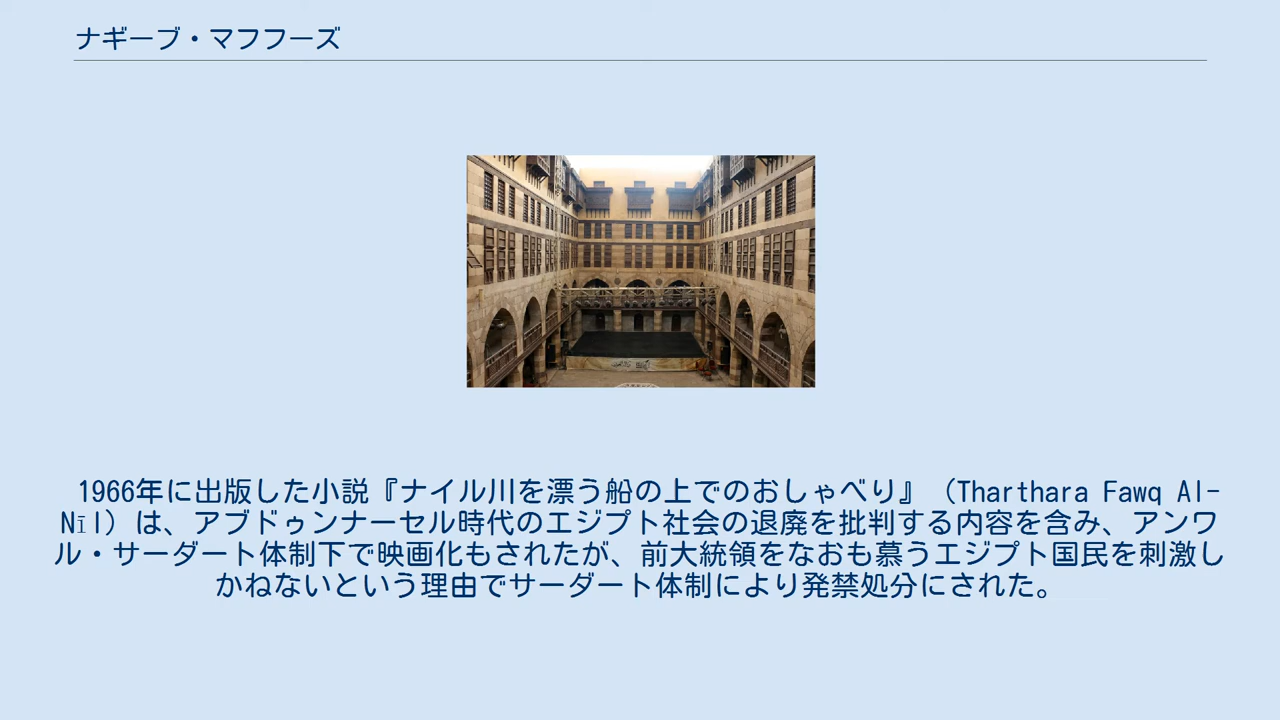 ナギーブ・マフフーズ
1966年に出版した小説『ナイル川を漂う船の上でのおしゃべり』（Tharthara Fawq Al-
Nīl）は、アブドゥンナーセル時代のエジプト社会の退廃を批判する内容を含み、アンワ
ル・サーダート体制下で映画化もされたが、前大統領をなおも慕うエジプト国民を刺激し
かねないという理由でサーダート体制により発禁処分にされた。